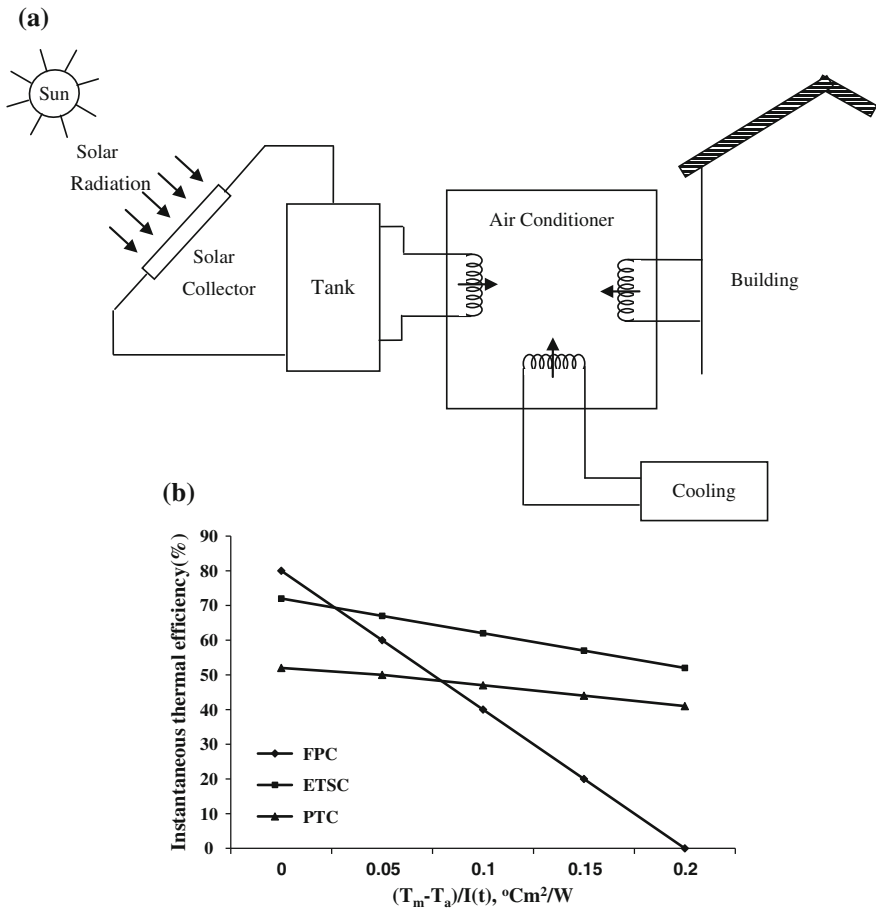 (a)
Sun
Solar
Radiation
Solar
Collector
Tank
Air Conditioner
Building
Cooling
(b)
Instantaneous thermal efficiency(%)
90
80
70
60
50
40
30
20
10
0
FPC
ETSC
PTC
0 0.05 0.1 0.15 0.2
(Tₘ-Tₐ)/I(t), °Cm²/W